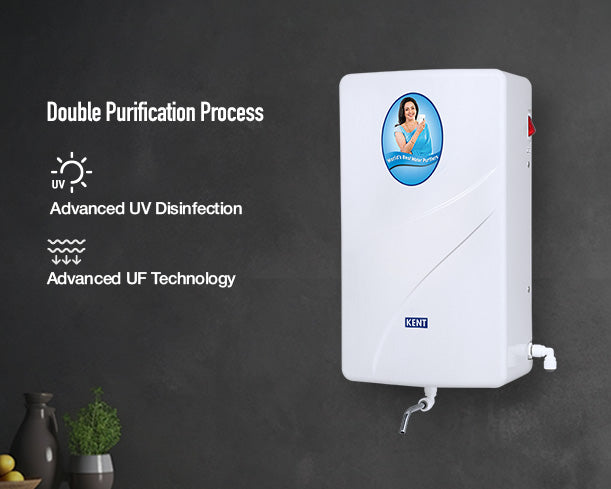 Double Purification Process
UV
Advanced UV Disinfection
Advanced UF Technology
World's Best Water Purifiers
KENT